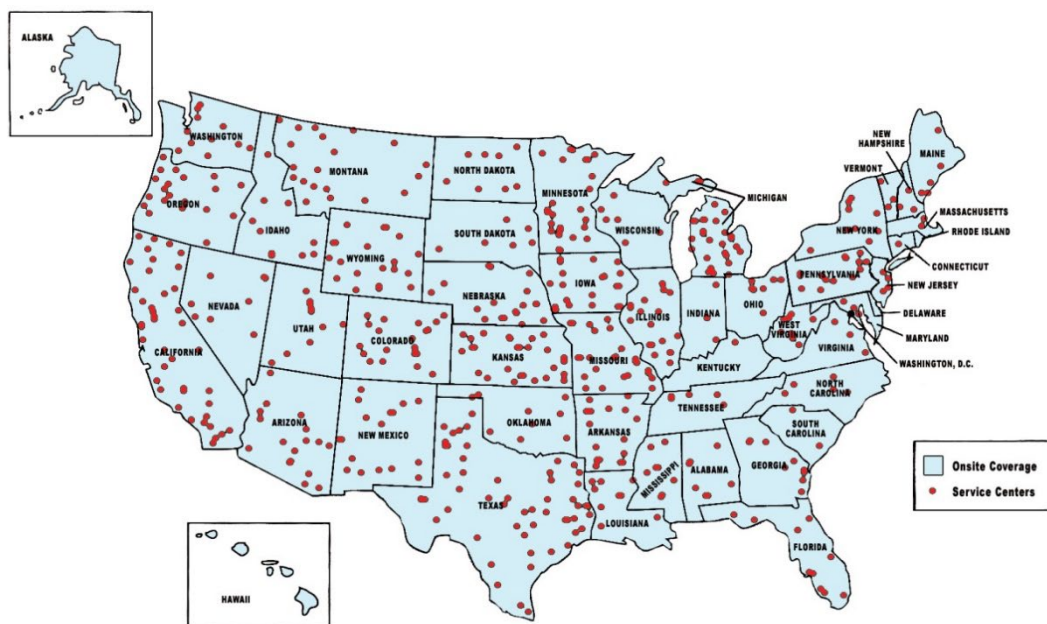 ALASKA
WASHINGTON
MONTANA
NORTH DAKOTA
MINNESOTA
MICHIGAN
NEW
HAMPSHIRE
VERMONT
MAINE
OREGON
IDAHO
WYOMING
SOUTH DAKOTA
WISCONSIN
NEW YORK
MASSACHUSETTS
RHODE ISLAND
CONNECTICUT
NEW JERSEY
PENNSYLVANIA
NEVADA
UTAH
COLORADO
NEBRASKA
IOWA
ILLINOIS
INDIANA
OHIO
WEST
VIRGINIA
DELAWARE
MARYLAND
WASHINGTON, D.C.
CALIFORNIA
KANSAS
MISSOURI
KENTUCKY
VIRGINIA
ARIZONA
NEW MEXICO
OKLAHOMA
ARKANSAS
TENNESSEE
NORTH
CAROLINA
SOUTH
CAROLINA
TEXAS
LOUISIANA
MISSISSIPPI
ALABAMA
GEORGIA
FLORIDA
HAWAII
Onsite Coverage
Service Centers